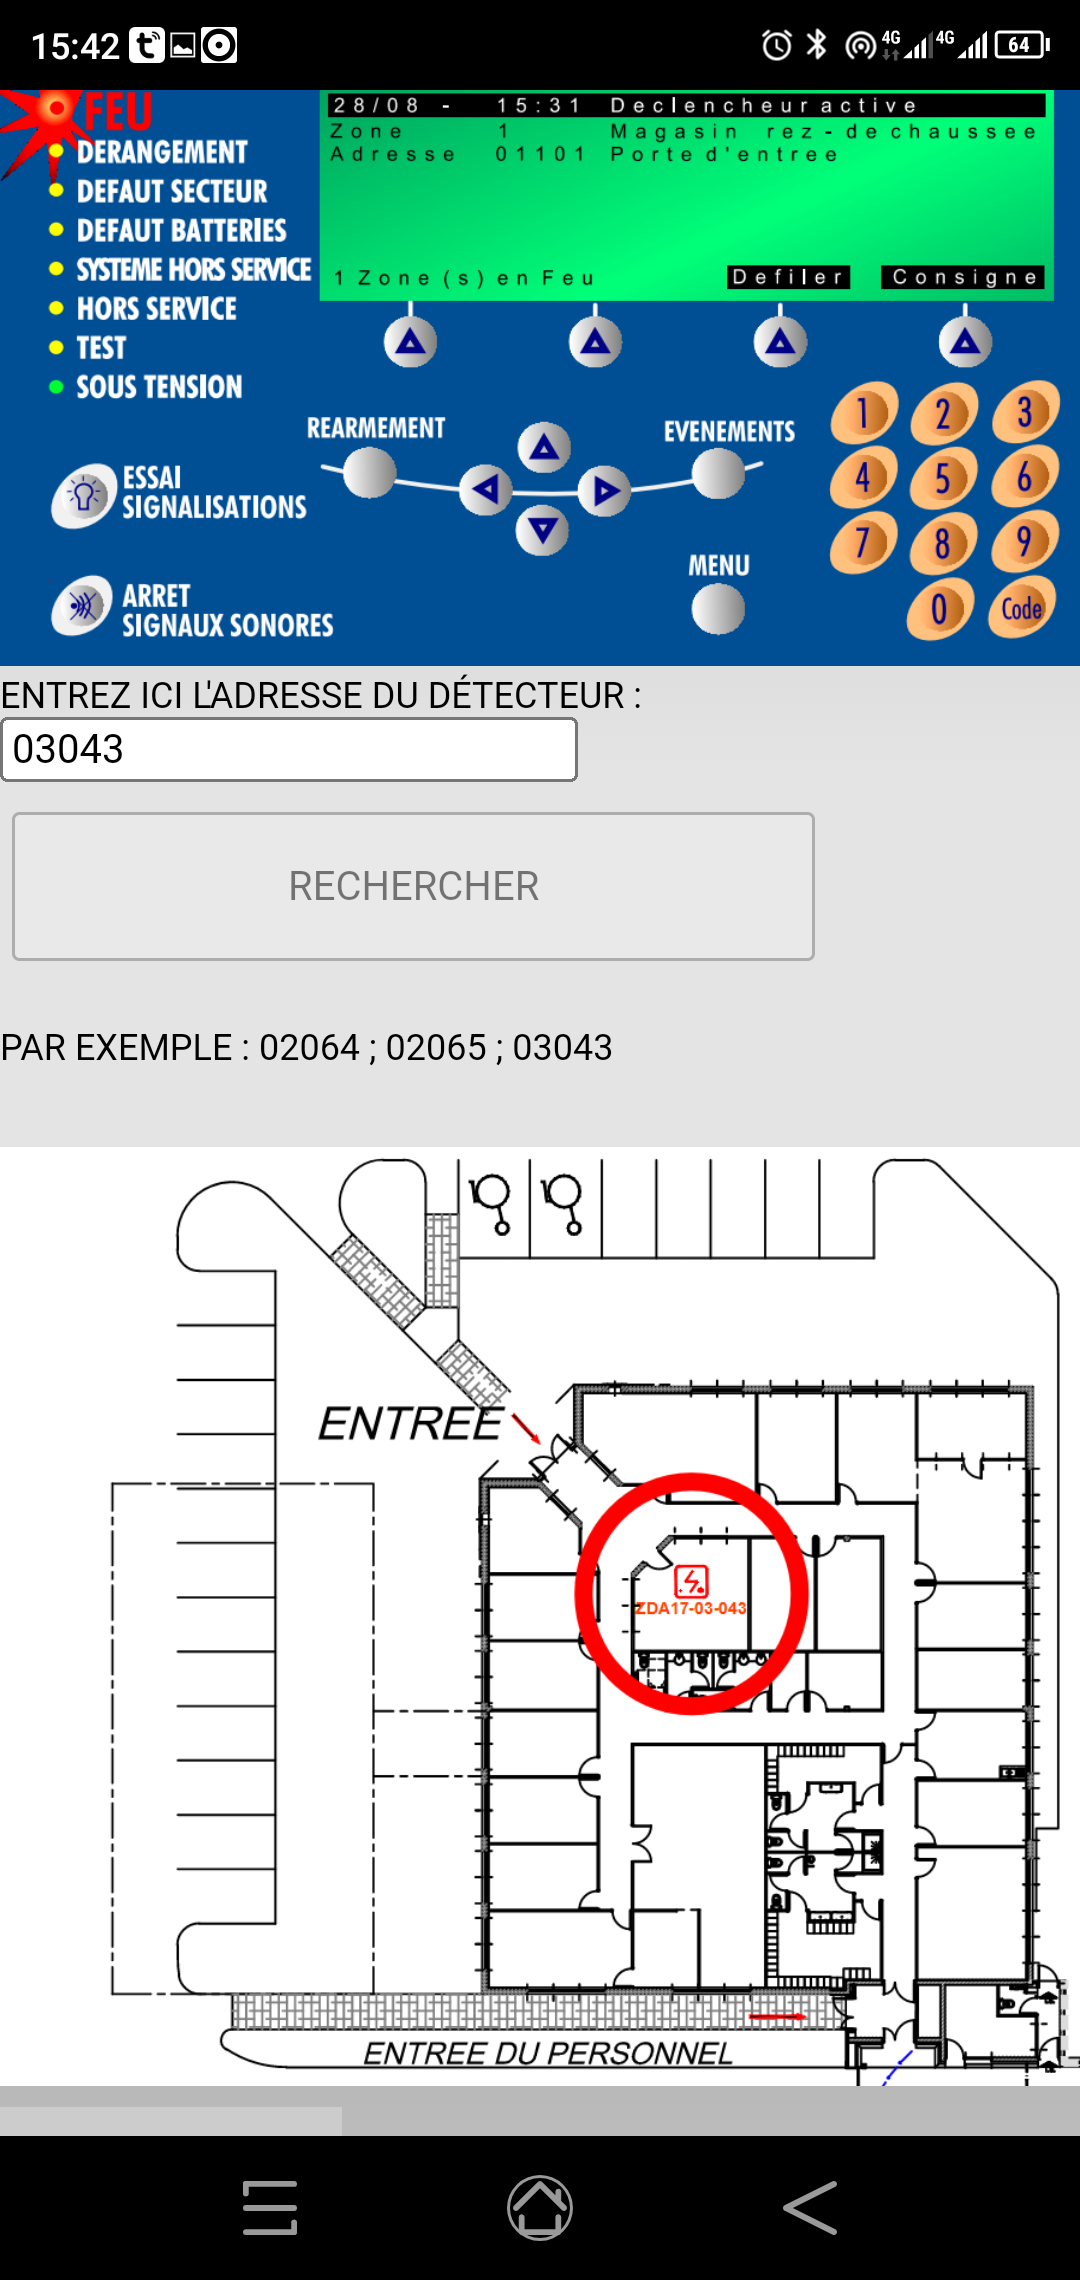 15:42
4G 4G 64
FEU
DERANGEMENT
DEFAUT SECTEUR
DEFAUT BATTERIES
SYSTEME HORS SERVICE
HORS SERVICE
TEST
SOUS TENSION
28/08 - 15:31 Declencheur active
Zone 1 Magasin rez-de chaussee
Adresse 01101 Porte d'entree
1 Zone (s) en Feu Defiler Consigne
REARMEMENT
EVENEMENTS
MENU
ESSAI
SIGNALISATIONS
ARRET
SIGNAUX SONORES
1 2 3
4 5 6
7 8 9
0 Code
ENTREZ ICI L'ADRESSE DU DÉTECTEUR :
03043
RECHERCHER
PAR EXEMPLE : 02064 ; 02065 ; 03043
ENTREE
ZDA17-03-043
ENTREE DU PERSONNEL